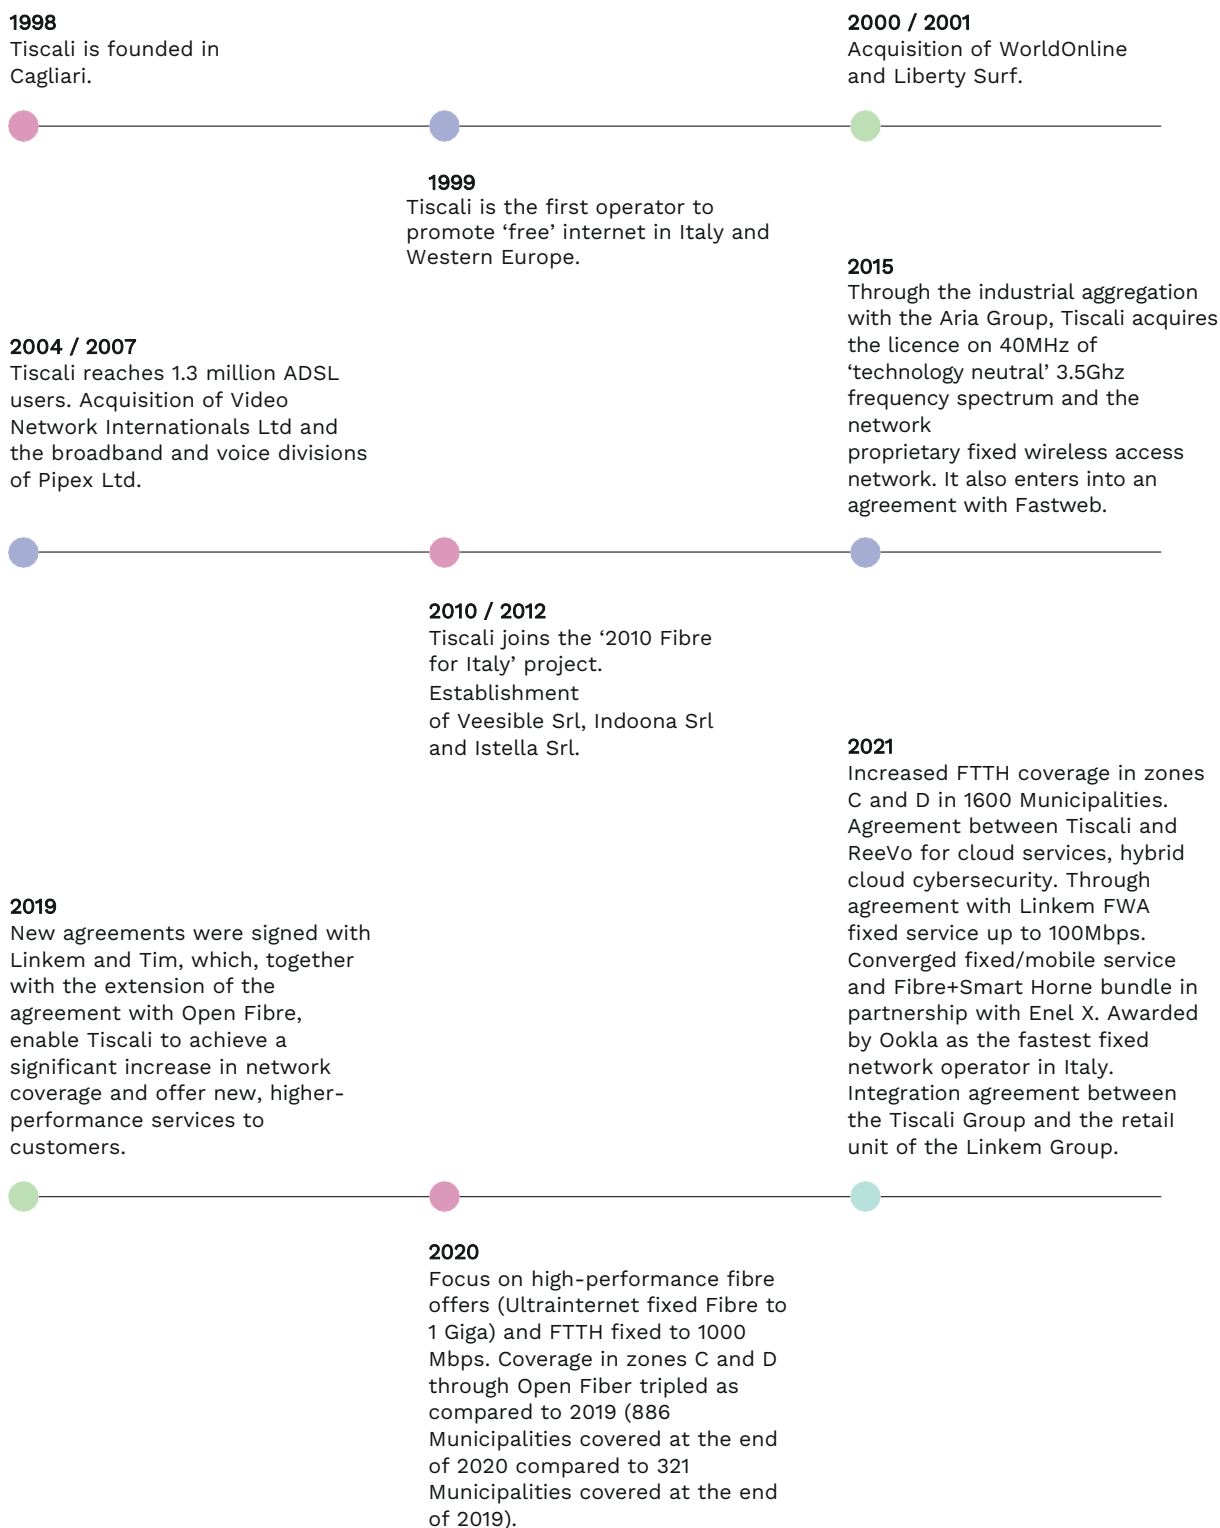 1998
Tiscali is founded in
Cagliari.
1999
Tiscali is the first operator to
promote ‘free’ internet in Italy and
Western Europe.
2000 / 2001
Acquisition of WorldOnline
and Liberty Surf.
2004 / 2007
Tiscali reaches 1.3 million ADSL
users. Acquisition of Video
Network Internationals Ltd and
the broadband and voice divisions
of Pipex Ltd.
2010 / 2012
Tiscali joins the ‘2010 Fibre
for Italy’ project.
Establishment
of Veesible Srl, Indoona Srl
and Istella Srl.
2015
Through the industrial aggregation
with the Aria Group, Tiscali acquires
the licence on 40MHz of
‘technology neutral’ 3.5Ghz
frequency spectrum and the
network
proprietary fixed wireless access
network. It also enters into an
agreement with Fastweb.
2019
New agreements were signed with
Linkem and Tim, which, together
with the extension of the
agreement with Open Fibre,
enable Tiscali to achieve a
significant increase in network
coverage and offer new, higher-
performance services to
customers.
2020
Focus on high-performance fibre
offers (Ultrainternet fixed Fibre to
1 Giga) and FTTH fixed to 1000
Mbps. Coverage in zones C and D
through Open Fiber tripled as
compared to 2019 (886
Municipalities covered at the end
of 2020 compared to 321
Municipalities covered at the end
of 2019).
2021
Increased FTTH coverage in zones
C and D in 1600 Municipalities.
Agreement between Tiscali and
ReeVo for cloud services, hybrid
cloud cybersecurity. Through
agreement with Linkem FWA
fixed service up to 100Mbps.
Converged fixed/mobile service
and Fibre+Smart Horne bundle in
partnership with Enel X. Awarded
by Ookla as the fastest fixed
network operator in Italy.
Integration agreement between
the Tiscali Group and the retail
unit of the Linkem Group.